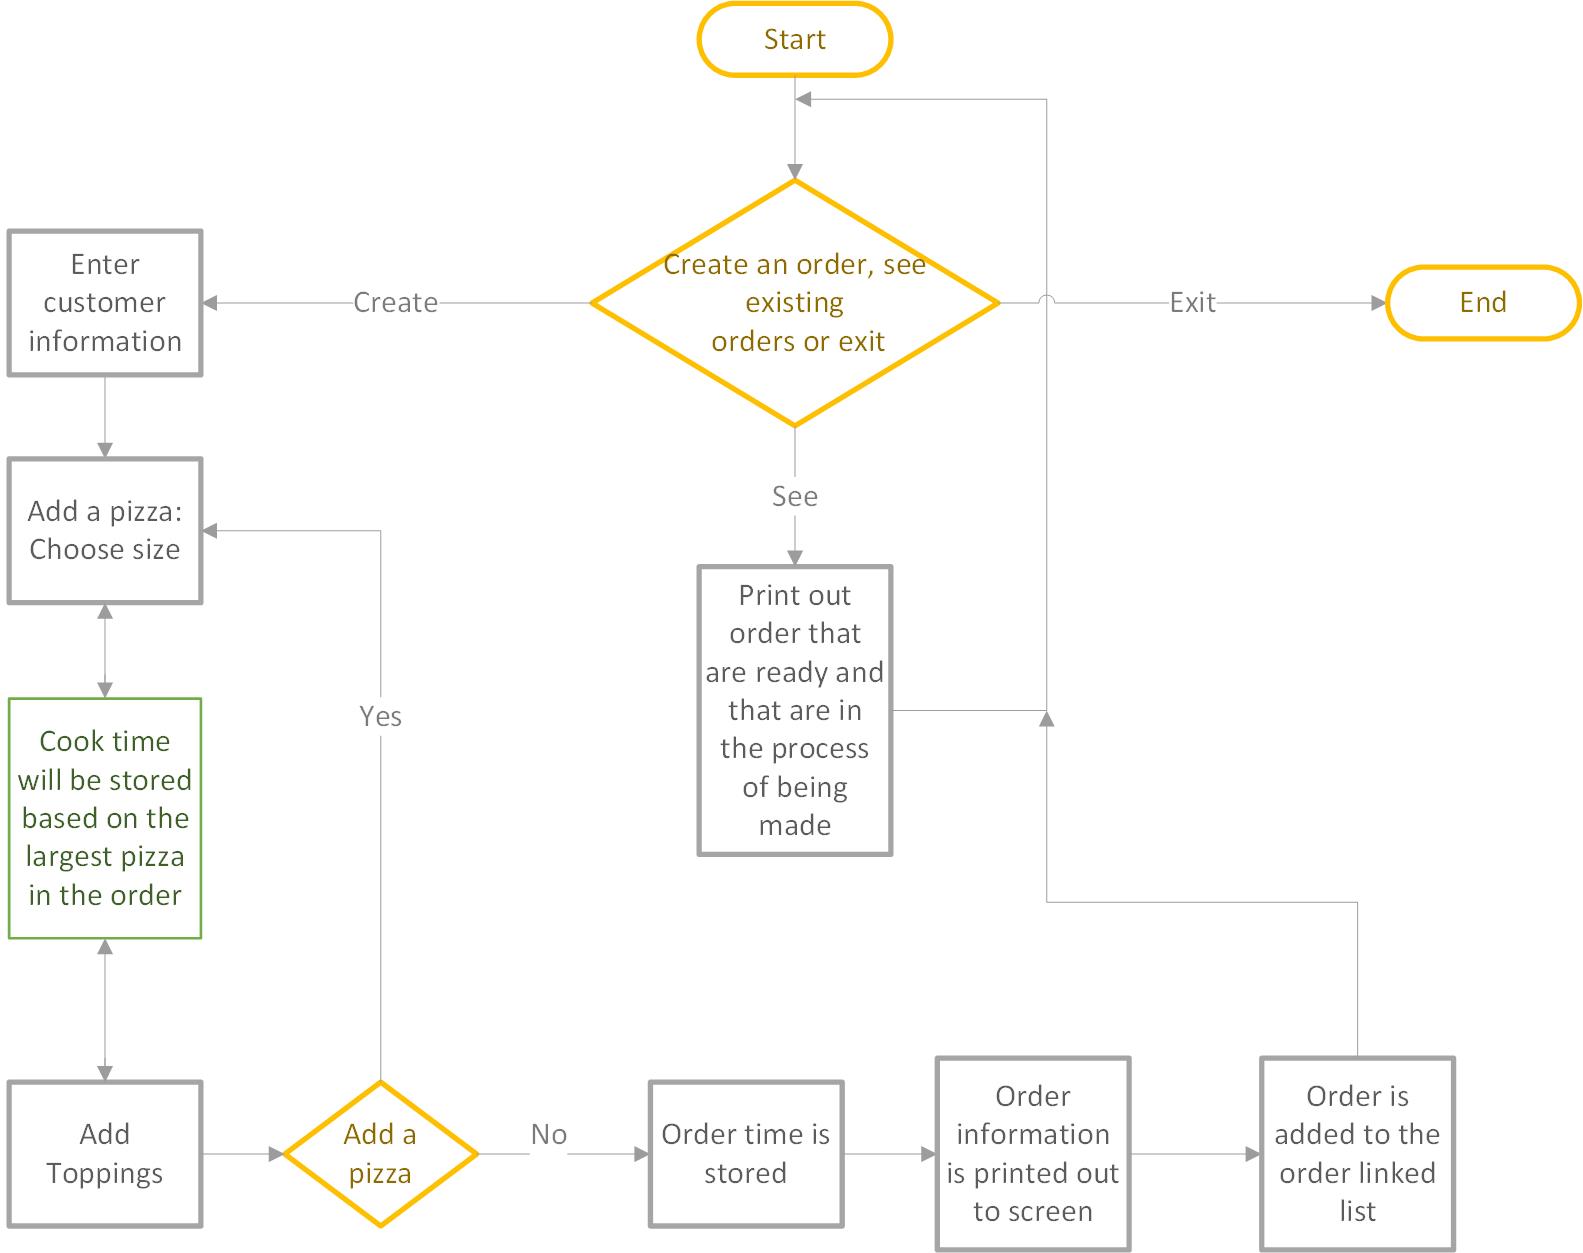 Start
Create an order, see
existing
orders or exit
Create
Exit
End
Enter
customer
information
See
Add a pizza:
Choose size
Print out
order that
are ready and
that are in
the process
of being
made
Yes
Cook time
will be stored
based on the
largest pizza
in the order
Add
Toppings
Add a
pizza
No
Order time is
stored
Order
information
is printed out
to screen
Order is
added to the
order linked
list